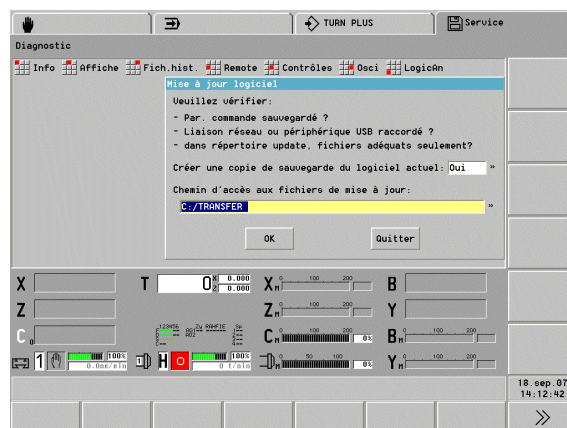 TURN PLUS
Service
Diagnostic
Info Affiche Fich.hist. Remote Contrôles Osci LogicAn
Mise à jour logiciel
Veuillez vérifier:
- Par. commande sauvegardé ?
- Liaison réseau ou périphérique USB raccordé ?
- dans répertoire update, fichiers adéquats seulement?
Créer une copie de sauvegarde du logiciel actuel: Oui »
Chemin d'accès aux fichiers de mise à jour:
C:/TRANSFER »
OK Quitter
X T 0 X 0.000 Z 0.000 X M 0 100 200 B
Z Z M 0 100 200 Y
C 0 C M 0 100 200 0% B M 0 100 200
1 100% 0.0mm/min H O 100% 0 t/min M 0 50 100 0% Y M 0 100 200
18.sep.07
14:12:42